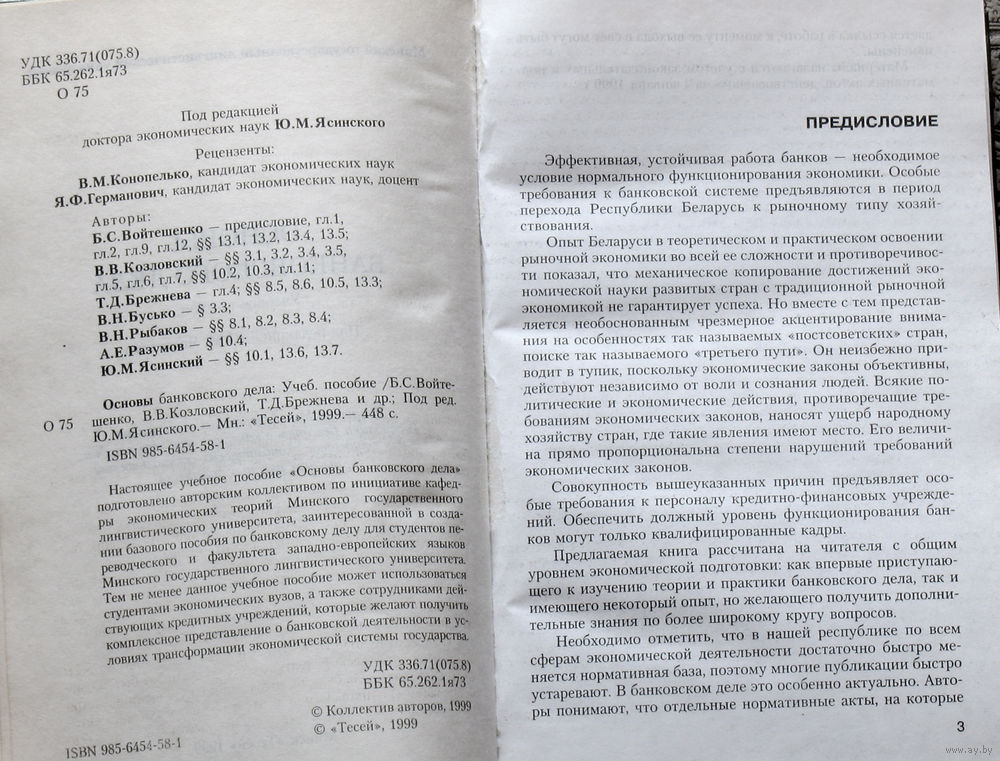 УДК 336.71(075.8)
ББК 65.262.1я73
О 75
Под редакцией
доктора экономических наук Ю.М.Ясинского
Рецензенты:
В.М.Конопелько, кандидат экономических наук
Я.Ф.Германович, кандидат экономических наук, доцент
Авторы:
Б.С.Войтешенко — предисловие, гл.1,
гл.2, гл.9, гл.12, §§ 13.1, 13.2, 13.4, 13.5;
В.В.Козловский — §§ 3.1, 3.2, 3.4, 3.5,
гл.5, гл.6, гл.7, §§ 10.2, 10.3, гл.11;
Т.Д.Брежнева — гл.4; §§ 8.5, 8.6, 10.5, 13.3;
В.Н.Бусько — § 3.3;
В.Н.Рыбаков — §§ 8.1, 8.2, 8.3, 8.4;
А.Е.Разумов — § 10.4;
Ю.М.Ясинский — §§ 10.1, 13.6, 13.7.
Основы банковского дела: Учеб. пособие /Б.С.Войте-
О 75 шенко, В.В.Козловский, Т.Д.Брежнева и др.; Под ред.
Ю.М.Ясинского.— Мн.: «Тесей», 1999.— 448 с.
ISBN 985-6454-58-1
Настоящее учебное пособие «Основы банковского дела»
подготовлено авторским коллективом по инициативе кафед-
ры экономических теорий Минского государственного
лингвистического университета, заинтересованной в созда-
нии базового пособия по банковскому делу для студентов пе-
реводческого и факультета западно-европейских языков
Минского государственного лингвистического университета.
Тем не менее данное учебное пособие может использоваться
студентами экономических вузов, а также сотрудниками дей-
ствующих кредитных учреждений, которые желают получить
комплексное представление о банковской деятельности в ус-
ловиях трансформации экономической системы государства.
УДК 336.71(075.8)
ББК 65.262.1я73
© Коллектив авторов, 1999
© «Тесей», 1999
ISBN 985-6454-58-1
ПРЕДИСЛОВИЕ
Эффективная, устойчивая работа банков — необходимое
условие нормального функционирования экономики. Особые
требования к банковской системе предъявляются в период
перехода Республики Беларусь к рыночному типу хозяй-
ствования.
Опыт Беларуси в теоретическом и практическом освоении
рыночной экономики во всей ее сложности и противоречивос-
ти показал, что механическое копирование достижений эко-
номической науки развитых стран с традиционной рыночной
экономикой не гарантирует успеха. Но вместе с тем представ-
ляется необоснованным чрезмерное акцентирование внима-
ния на особенностях так называемых «постсоветских» стран,
поиске так называемого «третьего пути». Он неизбежно при-
водит в тупик, поскольку экономические законы объективны,
действуют независимо от воли и сознания людей. Всякие по-
литические и экономические действия, противоречащие тре-
бованиям экономических законов, наносят ущерб народному
хозяйству стран, где такие явления имеют место. Его величи-
на прямо пропорциональна степени нарушений требований
экономических законов.
Совокупность вышеуказанных причин предъявляет осо-
бые требования к персоналу кредитно-финансовых учрежде-
ний. Обеспечить должный уровень функционирования бан-
ков могут только квалифицированные кадры.
Предлагаемая книга рассчитана на читателя с общим
уровнем экономической подготовки: как впервые приступаю-
щего к изучению теории и практики банковского дела, так и
имеющего некоторый опыт, но желающего получить дополни-
тельные знания по более широкому кругу вопросов.
Необходимо отметить, что в нашей республике по всем
сферам экономической деятельности достаточно быстро ме-
няется нормативная база, поэтому многие публикации быстро
устаревают. В банковском деле это особенно актуально. Авто-
ры понимают, что отдельные нормативные акты, на которые
3
www.ay.by